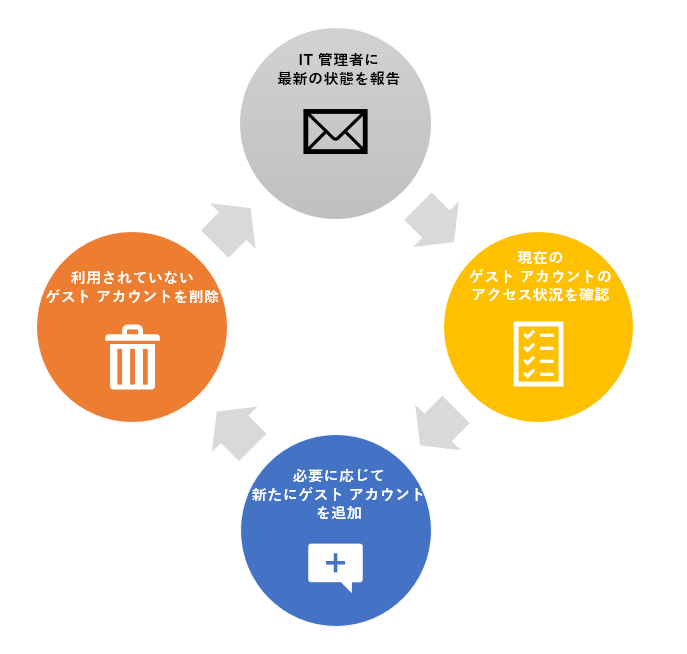 IT 管理者に
最新の状態を報告
現在の
ゲスト アカウントの
アクセス状況を確認
必要に応じて
新たにゲスト アカウント
を追加
利用されていない
ゲスト アカウントを削除